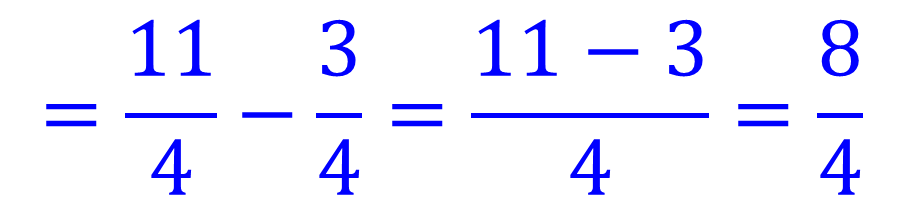 = 11/4 − 3/4 = (11 − 3)/4 = 8/4